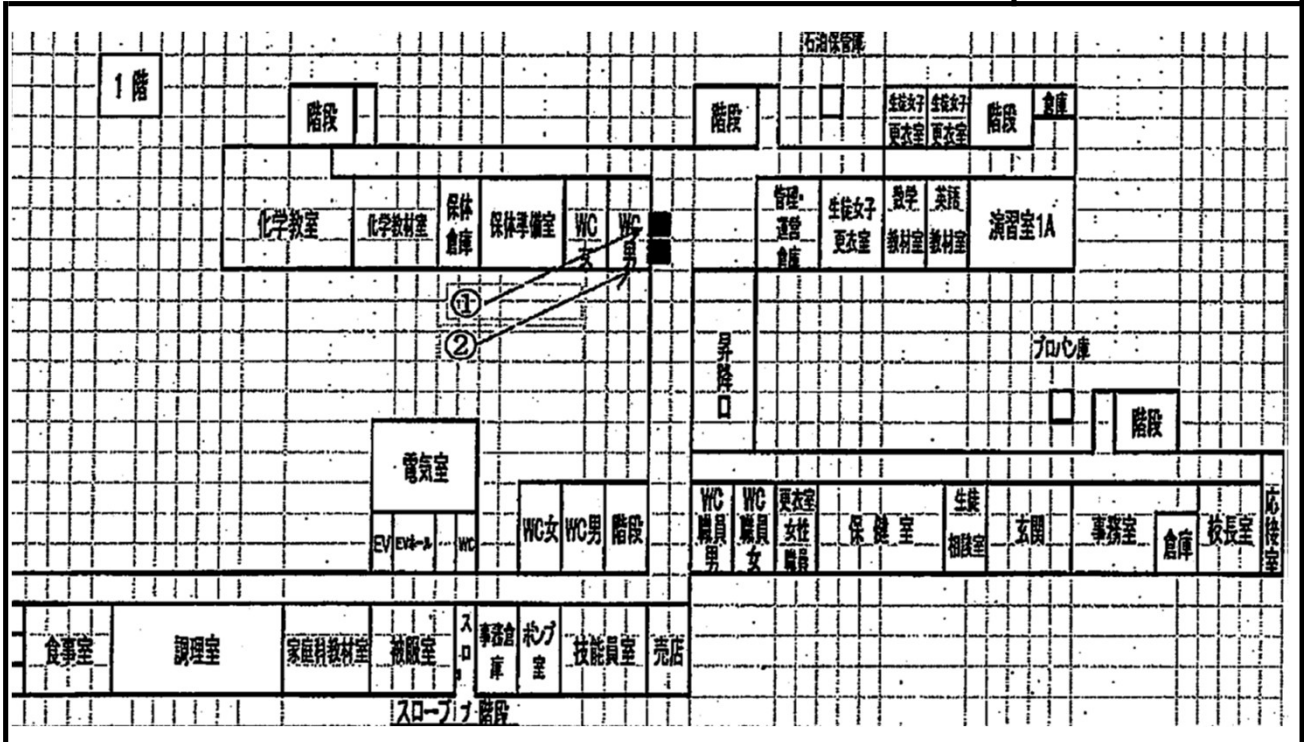 石油保管庫
1階
階段
階段
生徒女子更衣室
生徒女子更衣室
階段
倉庫
化学教室
化学教材室
保体倉庫
保体準備室
WC女
WC男
管理・運営倉庫
生徒女子更衣室
数学教材室
英語教材室
演習室1A
①
②
昇降口
プロパン庫
階段
電気室
EV
EVホール
WC
WC女
WC男
階段
WC職員男
WC職員女
更衣室女性職員
保健室
生徒相談室
玄関
事務室
倉庫
校長室
応接室
食事室
調理室
家庭科教材室
被服室
スロ
事務倉庫
ポンプ室
技能員室
売店
スロープ
階段